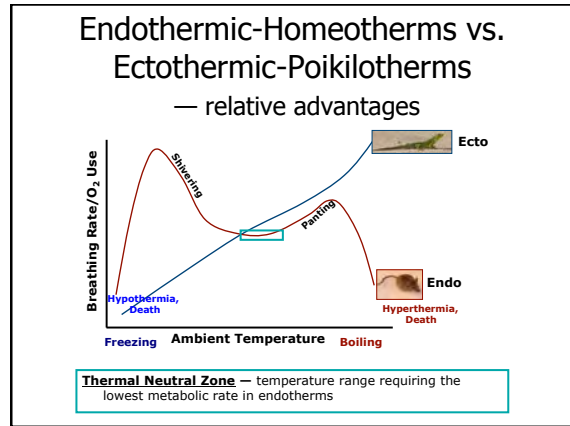 Endothermic-Homeotherms vs.
Ectothermic-Poikilotherms
— relative advantages
Ecto
Shivering
Panting
Breathing Rate/O₂ Use
Endo
Hypothermia,
Death
Hyperthermia,
Death
Freezing
Ambient Temperature
Boiling
Thermal Neutral Zone — temperature range requiring the
lowest metabolic rate in endotherms